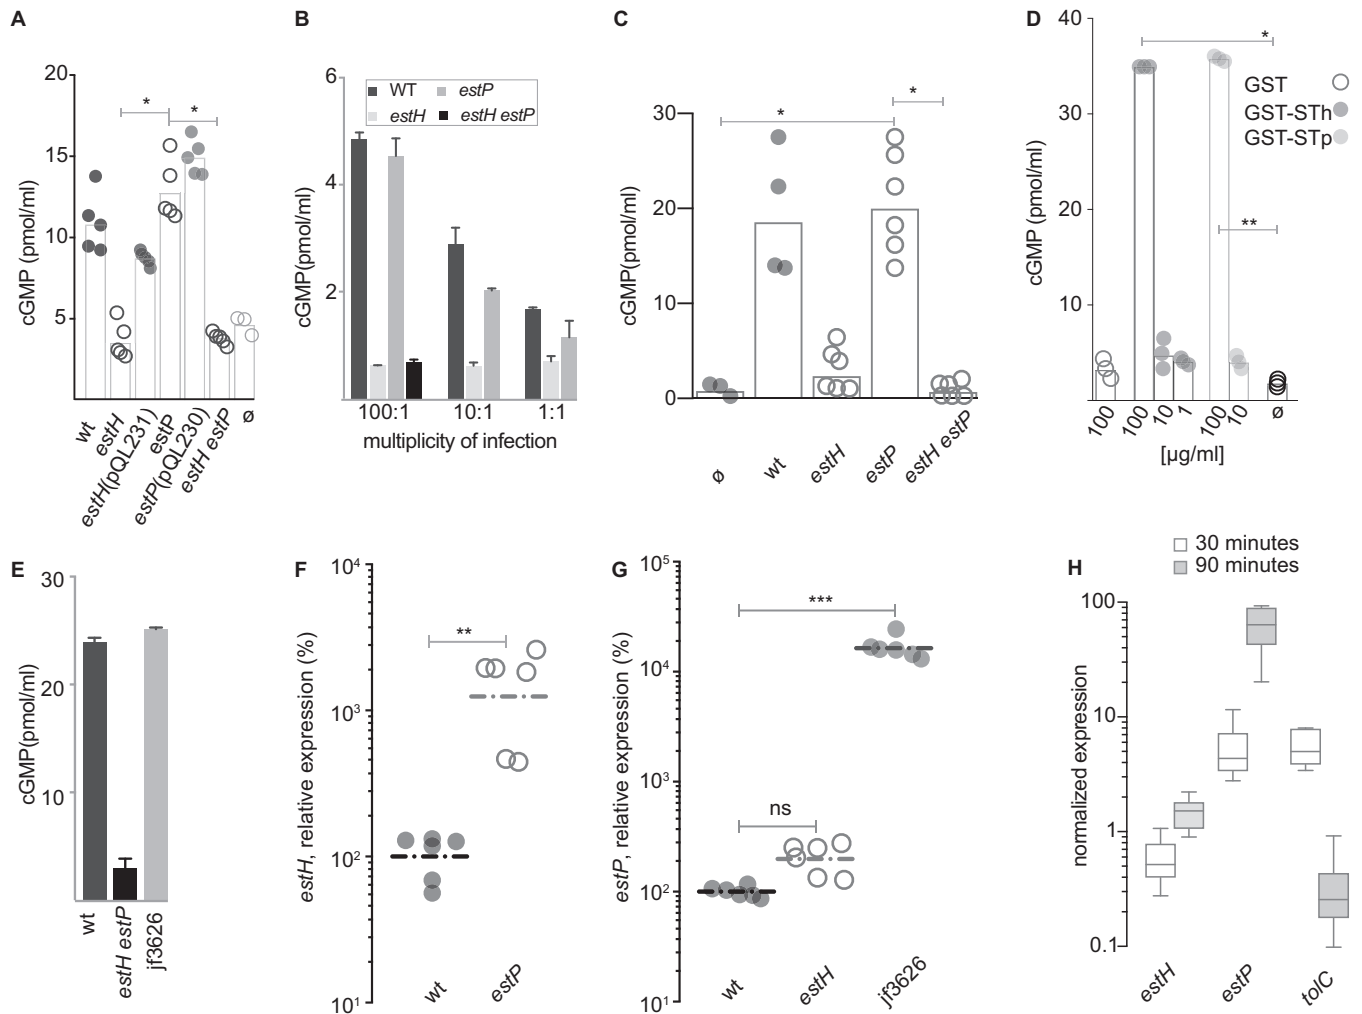 A
20
15
10
5
cGMP (pmol/ml)
*
*
wt
estH
estH(pQL231)
estP
estP(pQL230)
estH estP
ø
B
6
4
2
cGMP(pmol/ml)
WT
estP
estH
estH estP
100:1
10:1
1:1
multiplicity of infection
C
30
20
10
0
cGMP(pmol/ml)
*
*
ø
wt
estH
estP
estH estP
D
40
30
20
10
cGMP (pmol/ml)
*
**
GST
GST-STh
GST-STp
100
100
10
1
100
10
ø
[µg/ml]
E
30
20
10
cGMP(pmol/ml)
wt
estH estP
jf3626
F
10⁴
10³
10²
10¹
estH, relative expression (%)
**
wt
estP
G
10⁵
10⁴
10³
10²
10¹
estP, relative expression (%)
***
ns
wt
estH
jf3626
30 minutes
90 minutes
H
100
10
1
0.1
normalized expression
estH
estP
tolC